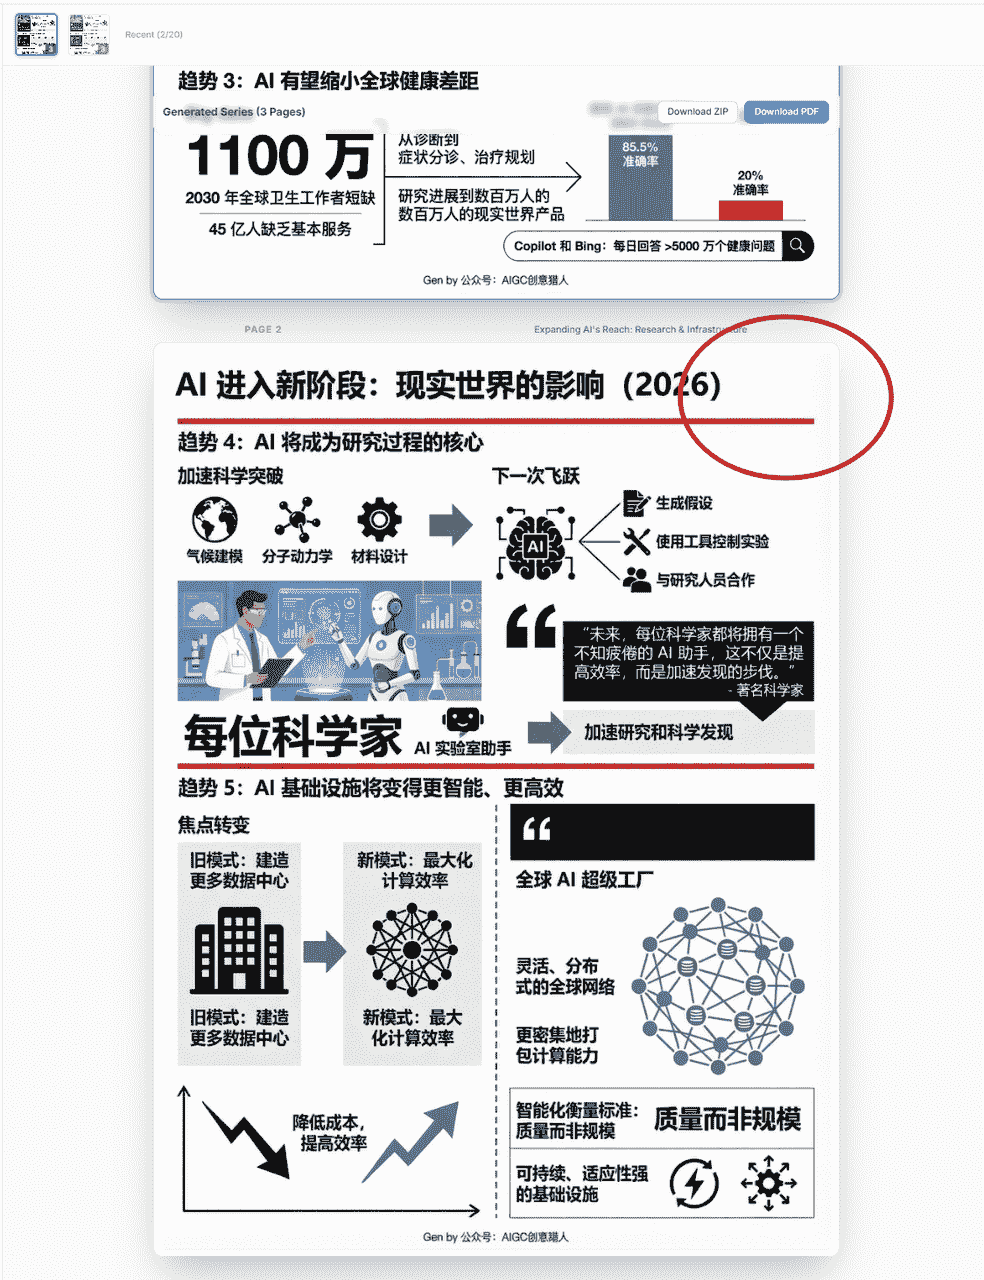 Recent (2/20)
趋势 3：AI 有望缩小全球健康差距
Generated Series (3 Pages)
Download ZIP
Download PDF
1100 万
2030 年全球卫生工作者短缺
45 亿人缺乏基本服务
从诊断到
症状分诊、治疗规划
研究进展到数百万人的
数百万人的现实世界产品
85.5%
准确率
20%
准确率
Copilot 和 Bing：每日回答 >5000 万个健康问题
Gen by 公众号：AIGC创意猎人
PAGE 2
Expanding AI's Reach: Research & Infrastructure
AI 进入新阶段：现实世界的影响（2026）
趋势 4：AI 将成为研究过程的核心
加速科学突破
气候建模
分子动力学
材料设计
下一次飞跃
AI
生成假设
使用工具控制实验
与研究人员合作
“未来，每位科学家都将拥有一个
不知疲倦的 AI 助手，这不仅是提
高效率，而是加速发现的步伐。”
- 著名科学家
每位科学家
AI 实验室助手
加速研究和科学发现
趋势 5：AI 基础设施将变得更智能、更高效
焦点转变
旧模式：建造
更多数据中心
新模式：最大化
计算效率
旧模式：建造
更多数据中心
新模式：最大
化计算效率
降低成本，
提高效率
全球 AI 超级工厂
灵活、分布
式的全球网络
更密集地打
包计算能力
智能化衡量标准：
质量而非规模
质量而非规模
可持续、适应性强
的基础设施
Gen by 公众号：AIGC创意猎人